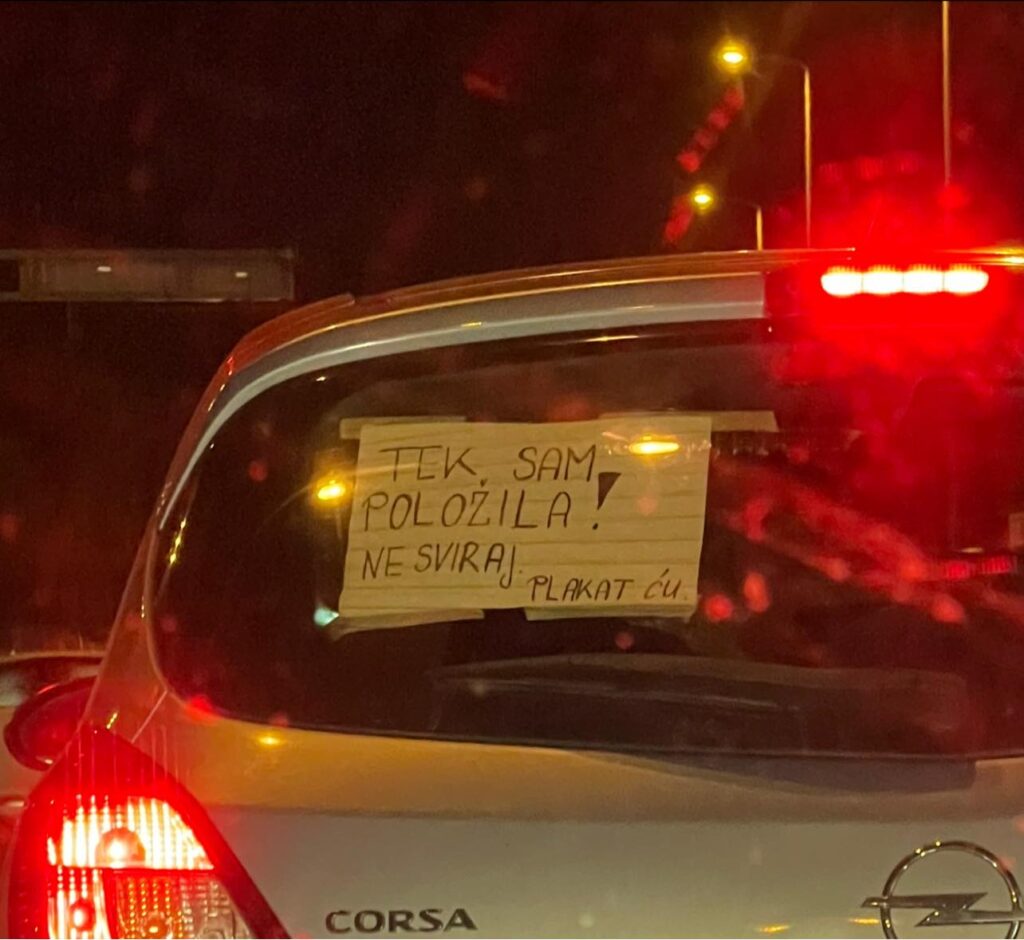 TEK SAM
POLOŽILA!
NE SVIRAJ.
PLAKAT ĆU.
CORSA